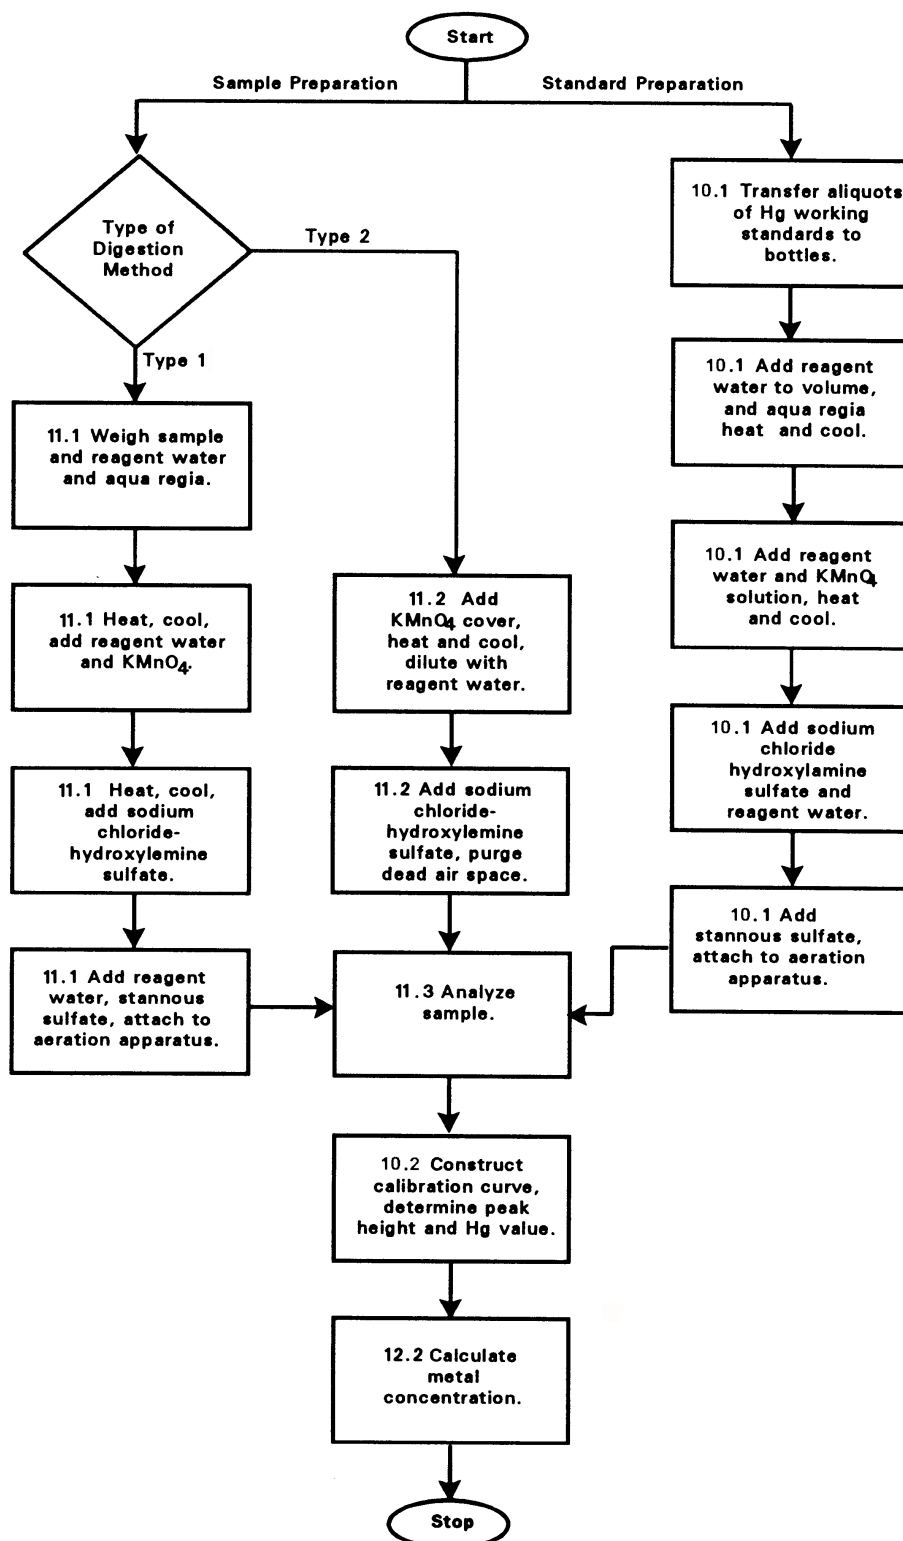 Start
Sample Preparation
Standard Preparation
Type of
Digestion
Method
Type 2
Type 1
11.1 Weigh sample
and reagent water
and aqua regia.
11.1 Heat, cool,
add reagent water
and KMnO4.
11.1 Heat, cool,
add sodium
chloride-
hydroxylemine
sulfate.
11.1 Add reagent
water, stannous
sulfate, attach to
aeration apparatus.
11.2 Add
KMnO4 cover,
heat and cool,
dilute with
reagent water.
11.2 Add sodium
chloride-
hydroxylemine
sulfate, purge
dead air space.
10.1 Transfer aliquots
of Hg working
standards to
bottles.
10.1 Add reagent
water to volume,
and aqua regia
heat and cool.
10.1 Add reagent
water and KMnO4
solution, heat
and cool.
10.1 Add sodium
chloride
hydroxylamine
sulfate and
reagent water.
10.1 Add
stannous sulfate,
attach to aeration
apparatus.
11.3 Analyze
sample.
10.2 Construct
calibration curve,
determine peak
height and Hg value.
12.2 Calculate
metal
concentration.
Stop